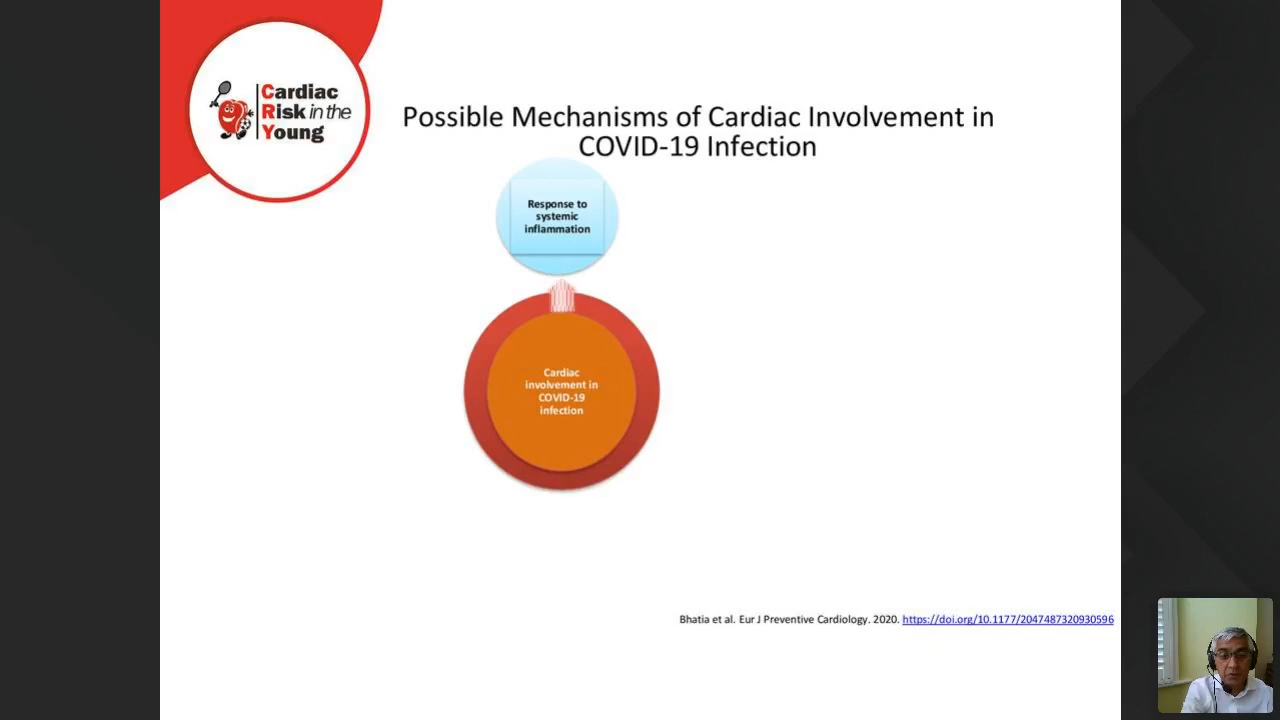 Cardiac
Risk in the
Young
Possible Mechanisms of Cardiac Involvement in
COVID-19 Infection
Response to
systemic
inflammation
Cardiac
involvement in
COVID-19
infection
Bhatia et al. Eur J Preventive Cardiology. 2020. https://doi.org/10.1177/2047487320930596